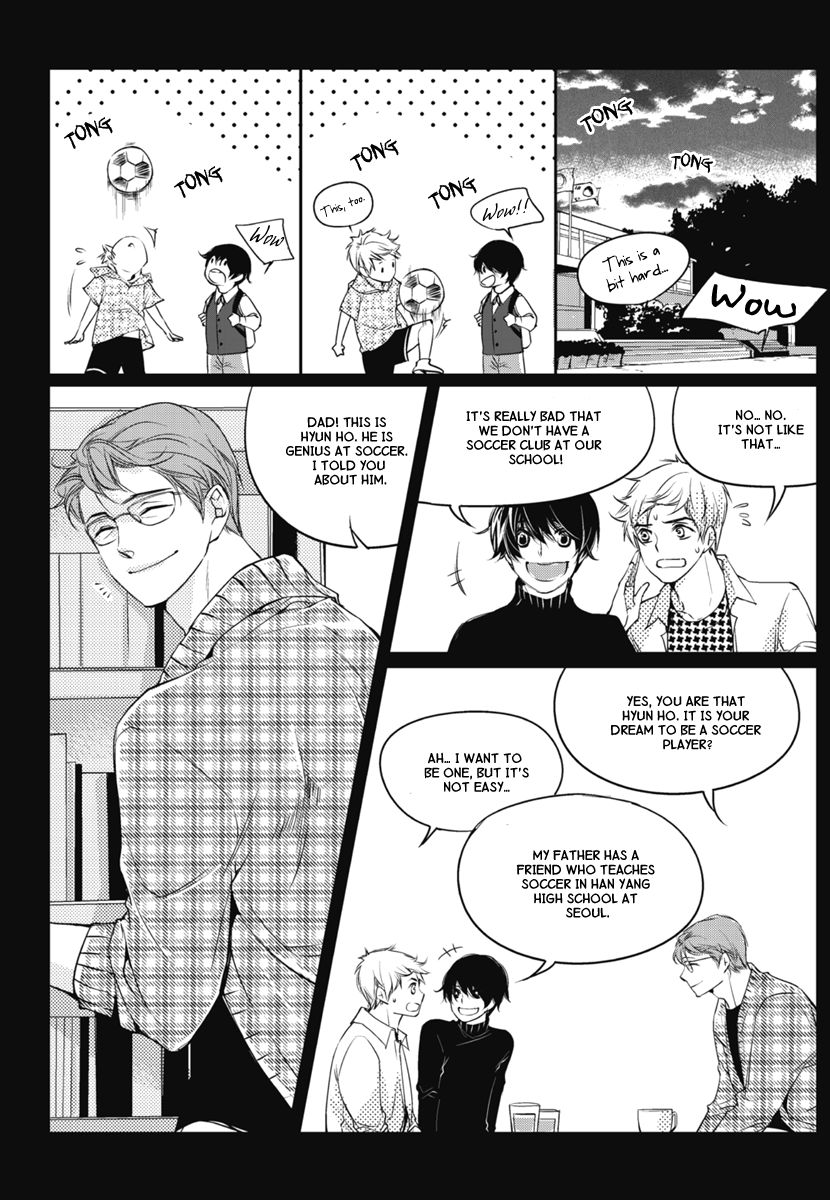 TONG
TONG
Wow
TONG
TONG
This, too.
Wow!!
TONG
TONG
This is a
bit hard...
Wow
DAD! THIS IS
HYUN HO. HE IS
GENIUS AT SOCCER.
I TOLD YOU
ABOUT HIM.
IT'S REALLY BAD THAT
WE DON'T HAVE A
SOCCER CLUB AT OUR
SCHOOL!
NO... NO.
IT'S NOT LIKE
THAT...
YES, YOU ARE THAT
HYUN HO. IT IS YOUR
DREAM TO BE A SOCCER
PLAYER?
AH... I WANT TO
BE ONE, BUT IT'S
NOT EASY...
MY FATHER HAS A
FRIEND WHO TEACHES
SOCCER IN HAN YANG
HIGH SCHOOL AT
SEOUL.